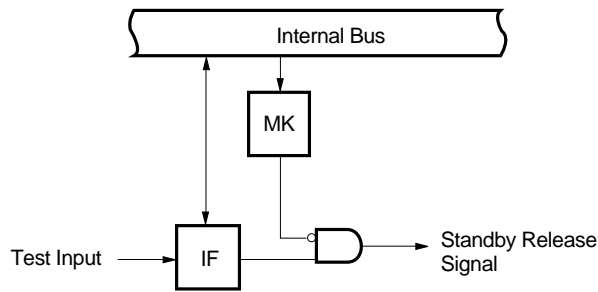 Internal Bus
MK
Test Input
IF
Standby Release
Signal